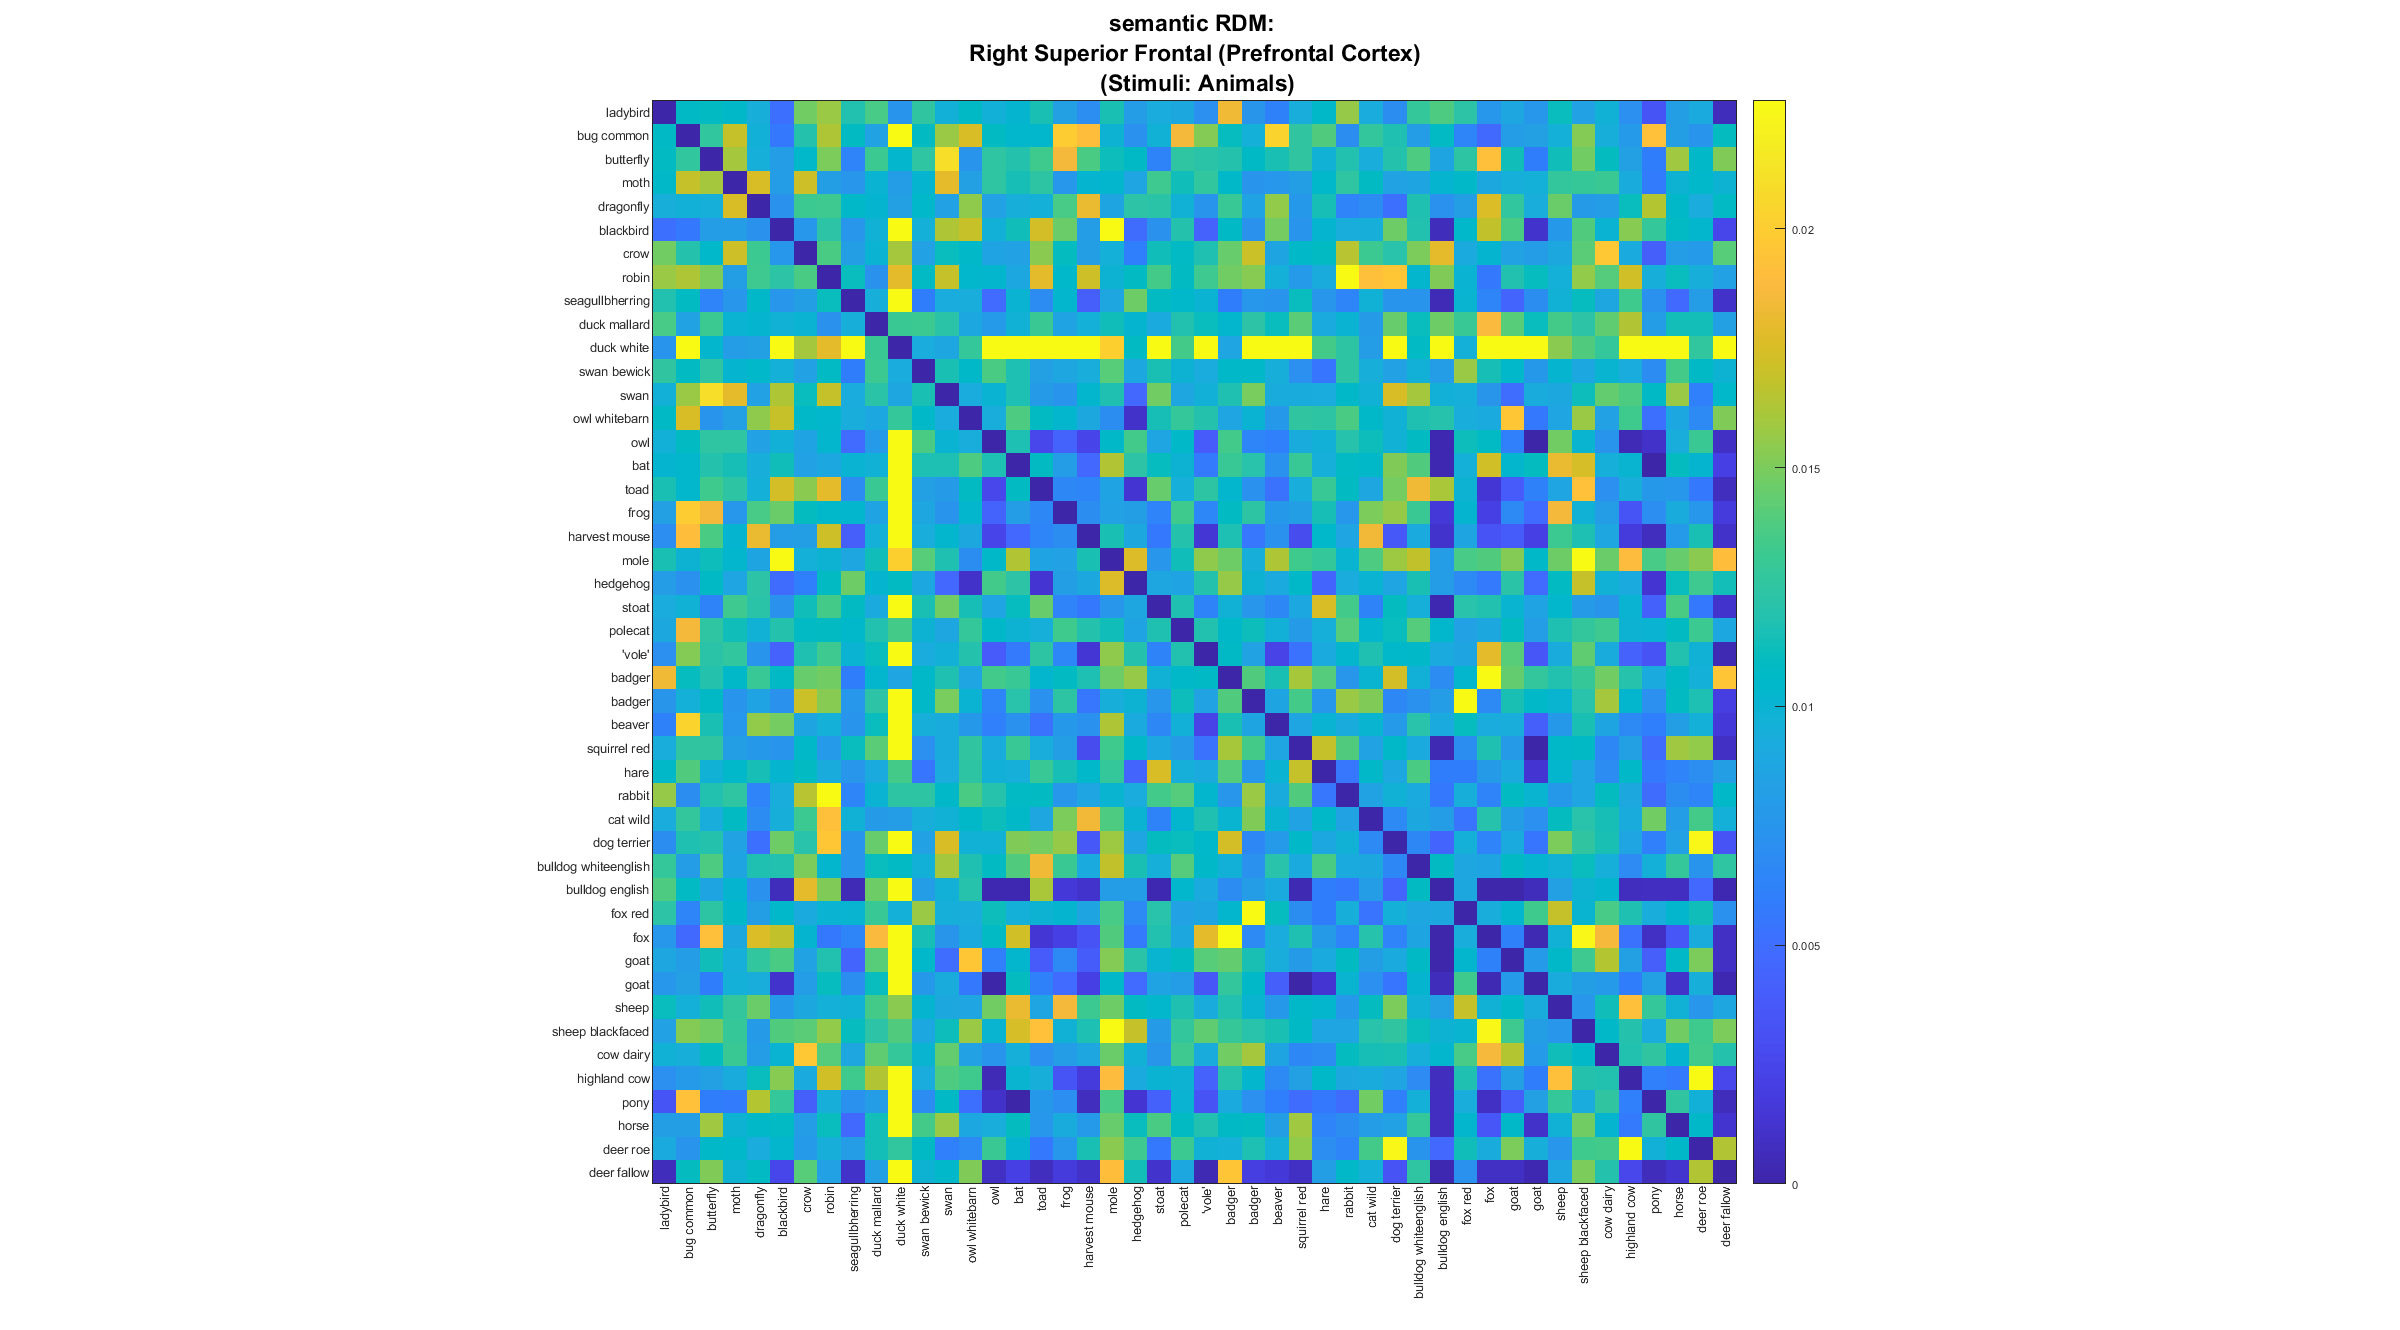 semantic RDM:
Right Superior Frontal (Prefrontal Cortex)
(Stimuli: Animals)
ladybird
bug common
butterfly
moth
dragonfly
blackbird
crow
robin
seagullbherring
duck mallard
duck white
swan bewick
swan
owl whitebarn
owl
bat
toad
frog
harvest mouse
mole
hedgehog
stoat
polecat
'vole'
badger
badger
beaver
squirrel red
hare
rabbit
cat wild
dog terrier
bulldog whiteenglish
bulldog english
fox red
fox
goat
goat
sheep
sheep blackfaced
cow dairy
highland cow
pony
horse
deer roe
deer fallow
ladybird
bug common
butterfly
moth
dragonfly
blackbird
crow
robin
seagullbherring
duck mallard
duck white
swan bewick
swan
owl whitebarn
owl
bat
toad
frog
harvest mouse
mole
hedgehog
stoat
polecat
'vole'
badger
badger
beaver
squirrel red
hare
rabbit
cat wild
dog terrier
bulldog whiteenglish
bulldog english
fox red
fox
goat
goat
sheep
sheep blackfaced
cow dairy
highland cow
pony
horse
deer roe
deer fallow
0.02
0.015
0.01
0.005
0